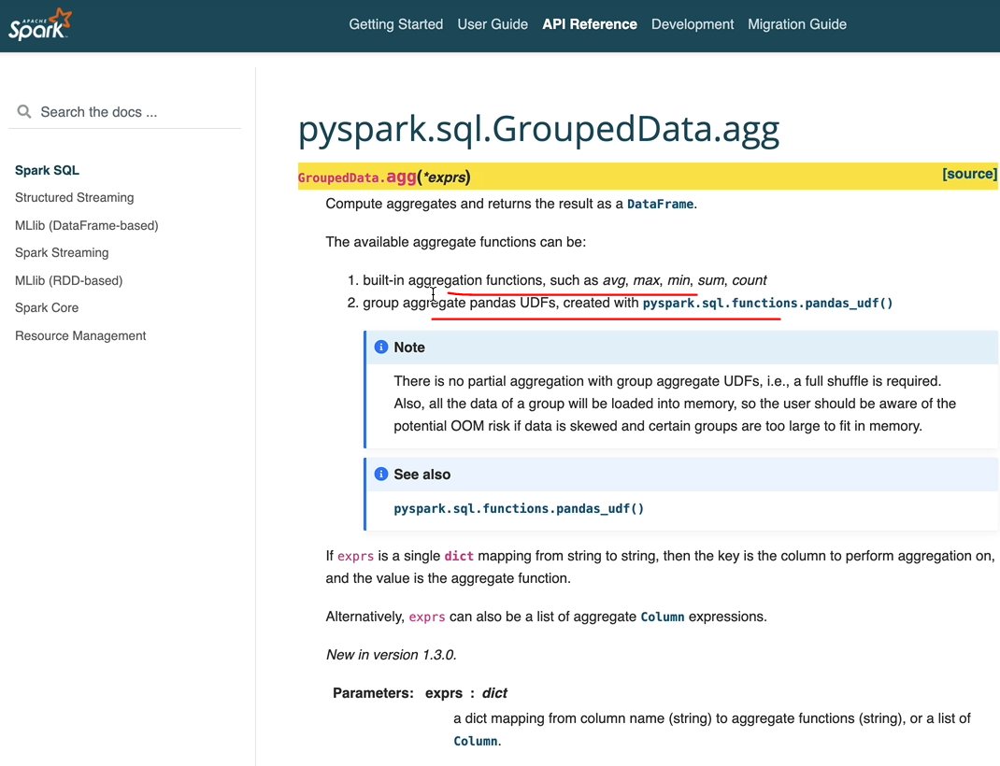 APACHE
Spark
Getting Started User Guide API Reference Development Migration Guide
Search the docs ...
Spark SQL
Structured Streaming
MLlib (DataFrame-based)
Spark Streaming
MLlib (RDD-based)
Spark Core
Resource Management
pyspark.sql.GroupedData.agg
GroupedData.agg(*exprs) [source]
Compute aggregates and returns the result as a DataFrame.
The available aggregate functions can be:
1. built-in aggregation functions, such as avg, max, min, sum, count
2. group aggregate pandas UDFs, created with pyspark.sql.functions.pandas_udf()
Note
There is no partial aggregation with group aggregate UDFs, i.e., a full shuffle is required.
Also, all the data of a group will be loaded into memory, so the user should be aware of the
potential OOM risk if data is skewed and certain groups are too large to fit in memory.
See also
pyspark.sql.functions.pandas_udf()
If exprs is a single dict mapping from string to string, then the key is the column to perform aggregation on,
and the value is the aggregate function.
Alternatively, exprs can also be a list of aggregate Column expressions.
New in version 1.3.0.
Parameters: exprs : dict
a dict mapping from column name (string) to aggregate functions (string), or a list of
Column.